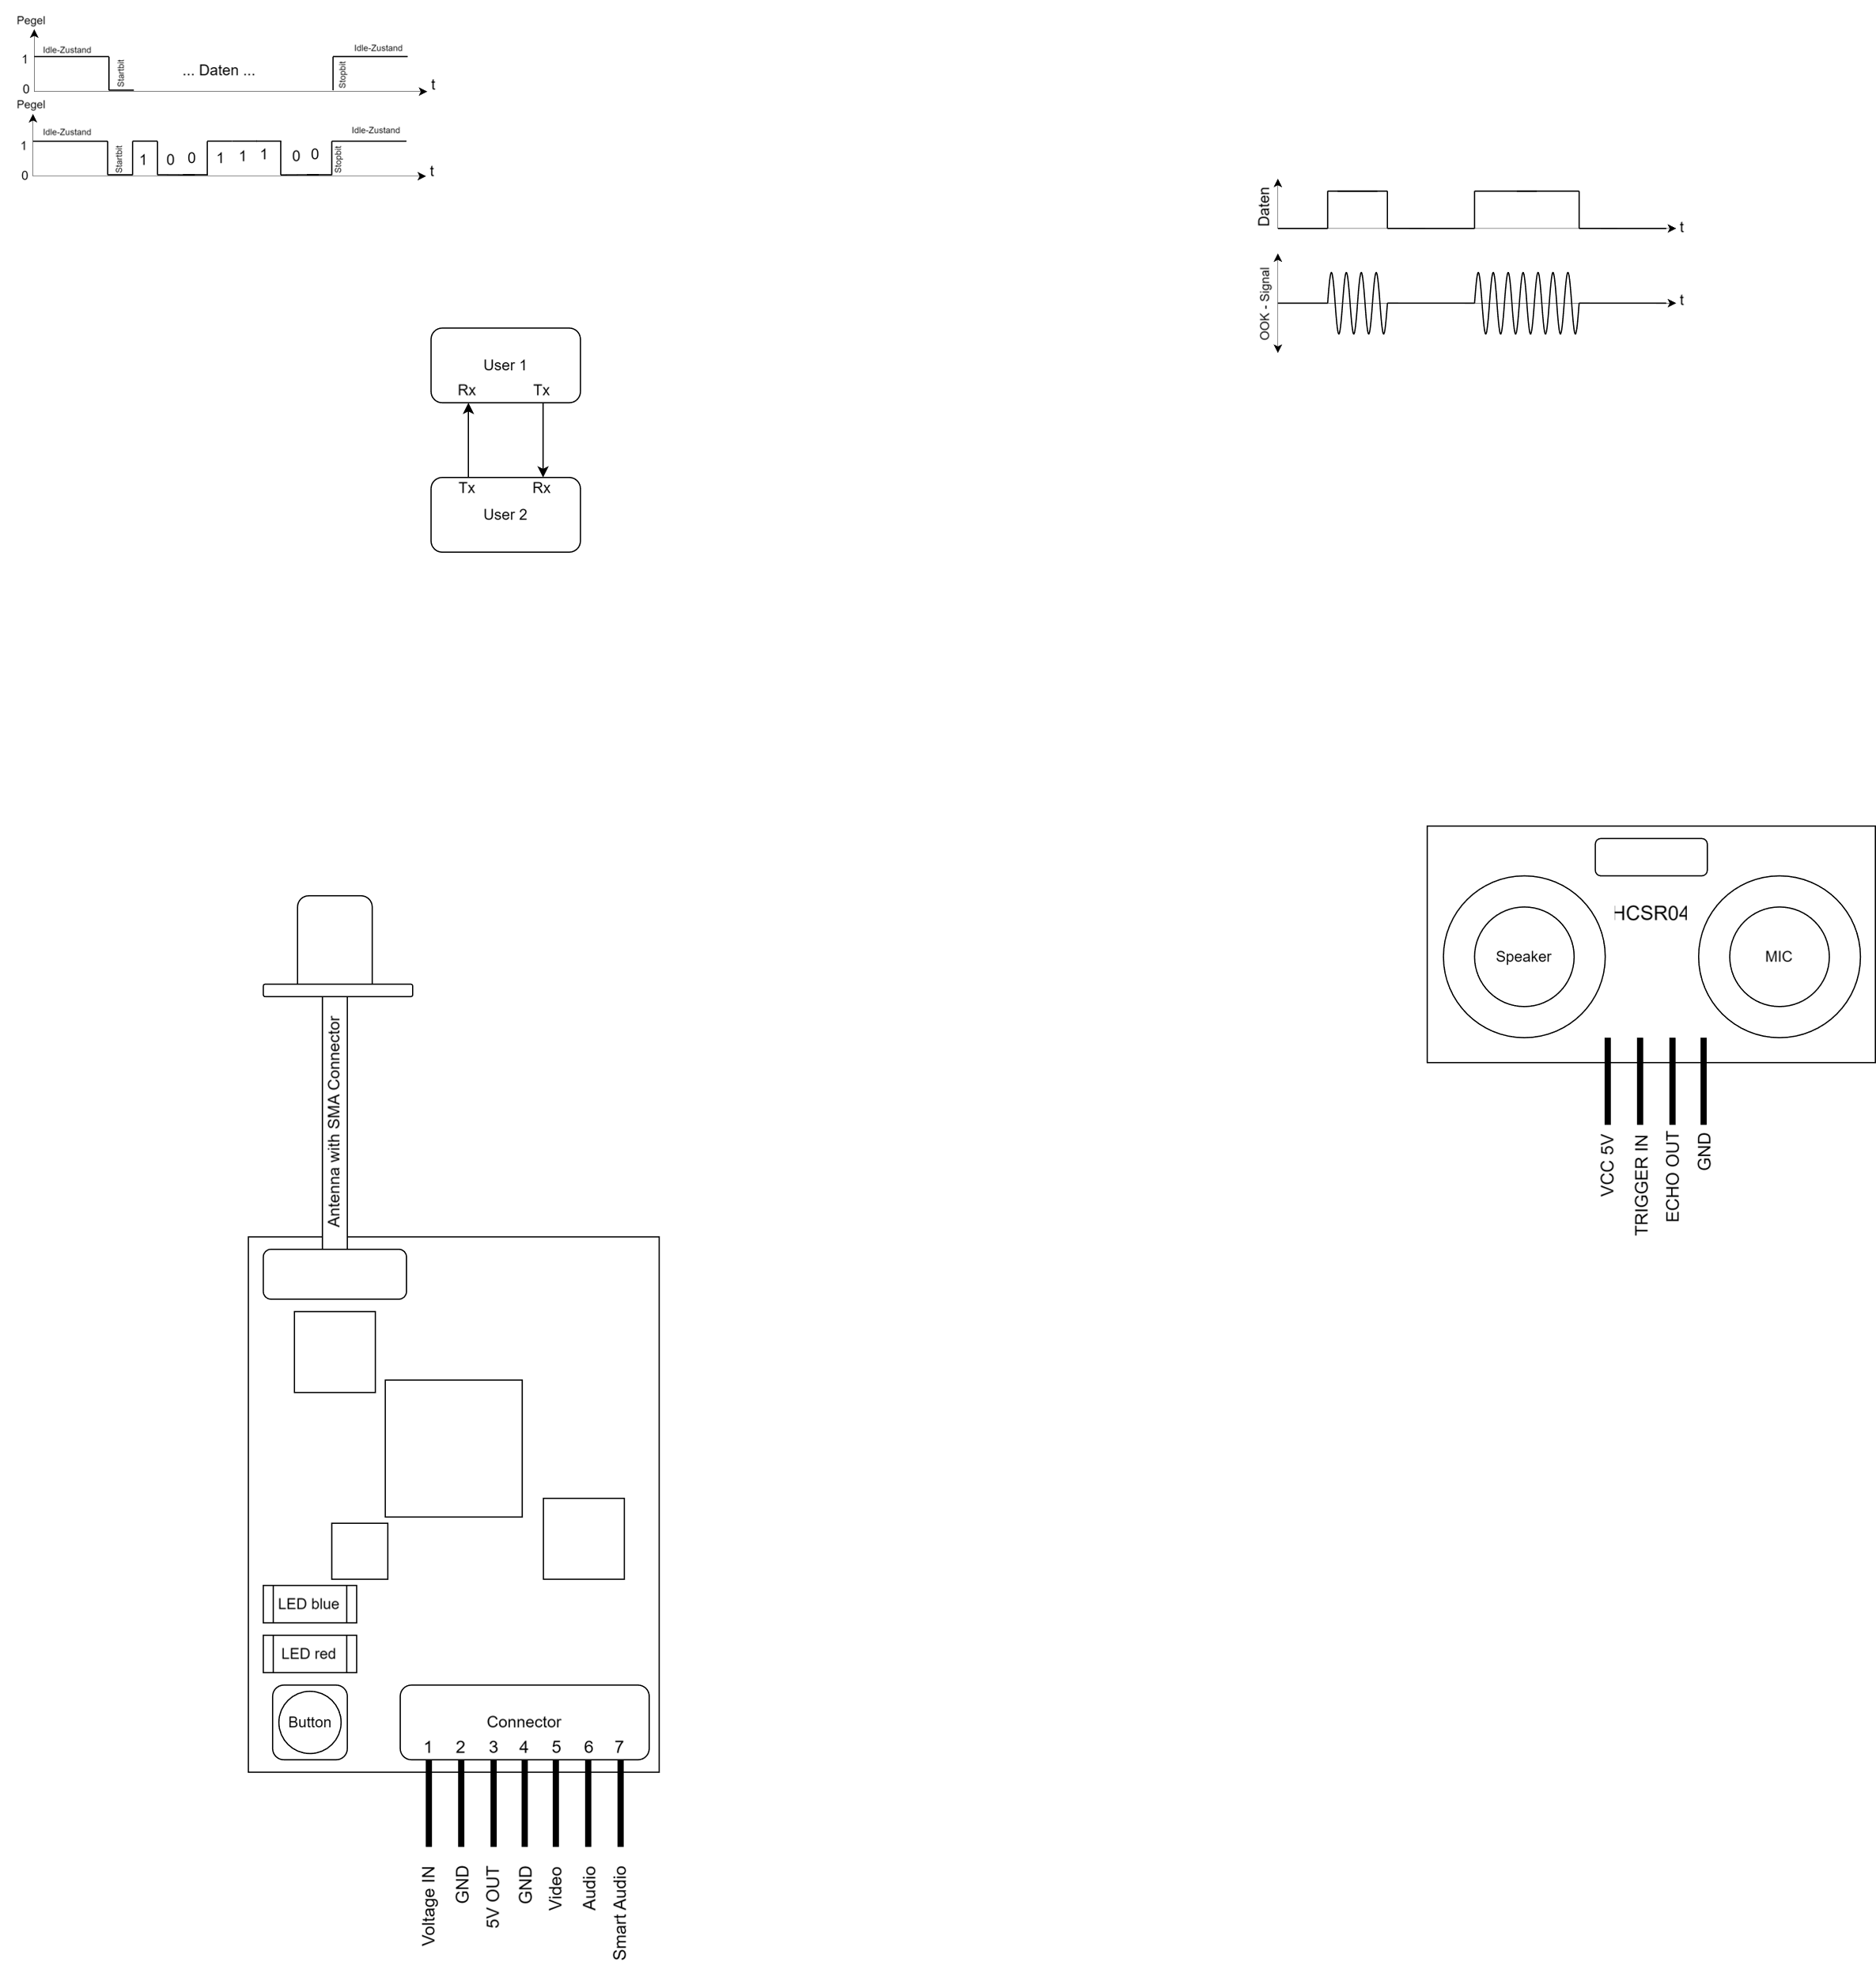 Pegel
Idle-Zustand
Idle-Zustand
1
Startbit
... Daten ...
Stopbit
0
t
Pegel
Idle-Zustand
Idle-Zustand
1
Startbit
1 0 0 1 1 1 0 0
Stopbit
0
t
Daten
t
OOK - Signal
t
User 1
Rx Tx
Tx Rx
User 2
HCSR04
Speaker
MIC
VCC 5V
TRIGGER IN
ECHO OUT
GND
Antenna with SMA Connector
LED blue
LED red
Button
Connector
1 2 3 4 5 6 7
Voltage IN
GND
5V OUT
GND
Video
Audio
Smart Audio